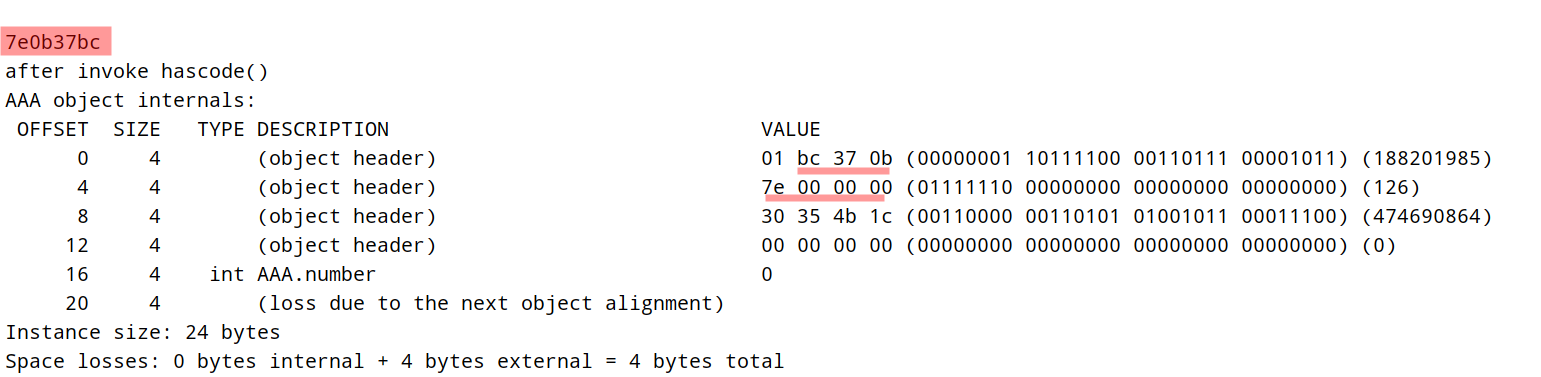 7e0b37bc
after invoke hascode()
AAA object internals:
OFFSET  SIZE   TYPE DESCRIPTION                               VALUE
0     4        (object header)                           01 bc 37 0b (00000001 10111100 00110111 00001011) (188201985)
4     4        (object header)                           7e 00 00 00 (01111110 00000000 00000000 00000000) (126)
8     4        (object header)                           30 35 4b 1c (00110000 00110101 01001011 00011100) (474690864)
12     4        (object header)                           00 00 00 00 (00000000 00000000 00000000 00000000) (0)
16     4    int AAA.number                                0
20     4        (loss due to the next object alignment)
Instance size: 24 bytes
Space losses: 0 bytes internal + 4 bytes external = 4 bytes total